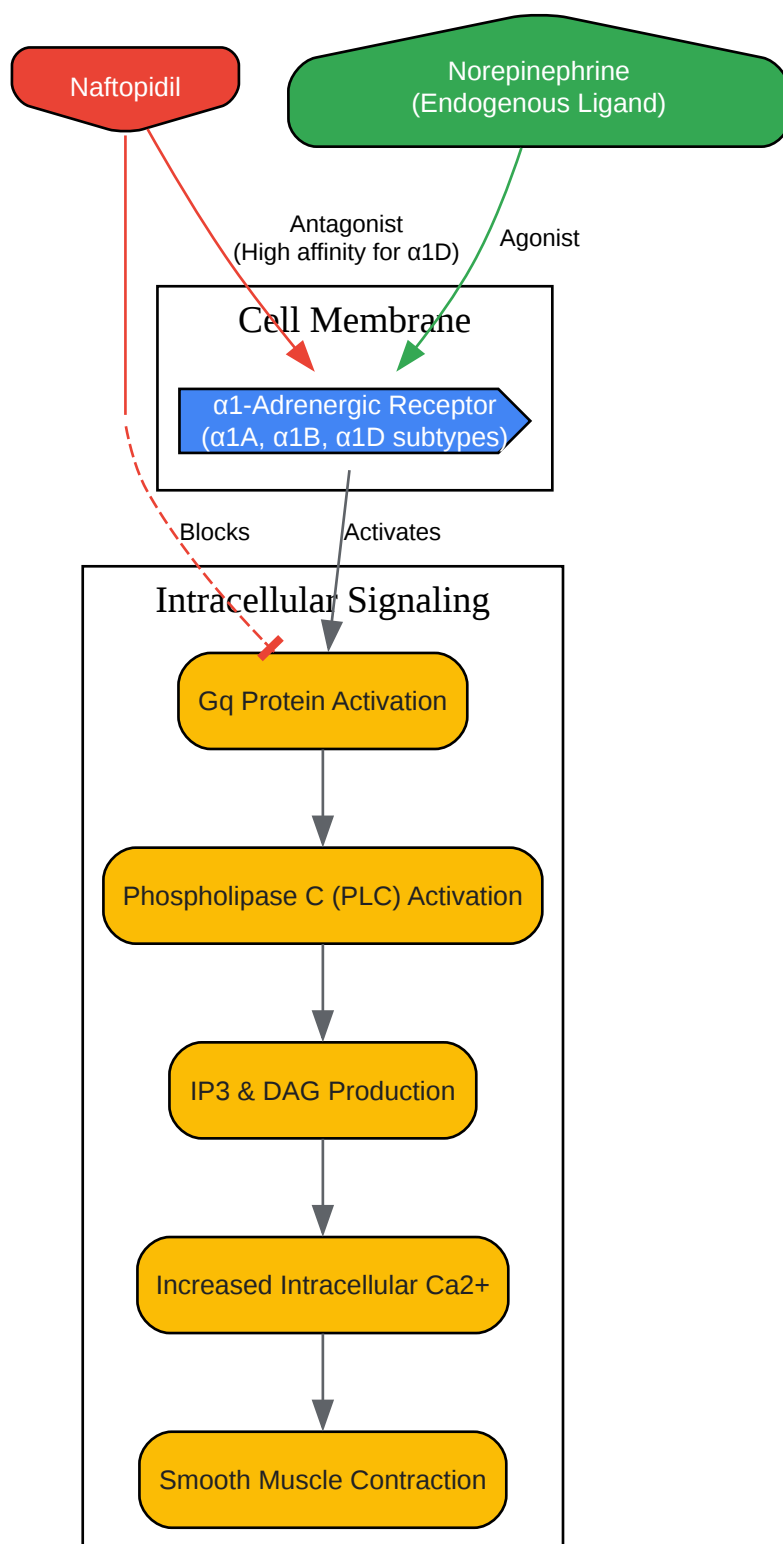 Naftopidil
Norepinephrine
(Endogenous Ligand)
Antagonist
(High affinity for α1D)
Agonist
Cell Membrane
α1-Adrenergic Receptor
(α1A, α1B, α1D subtypes)
Blocks
Activates
Intracellular Signaling
Gq Protein Activation
Phospholipase C (PLC) Activation
IP3 & DAG Production
Increased Intracellular Ca2+
Smooth Muscle Contraction